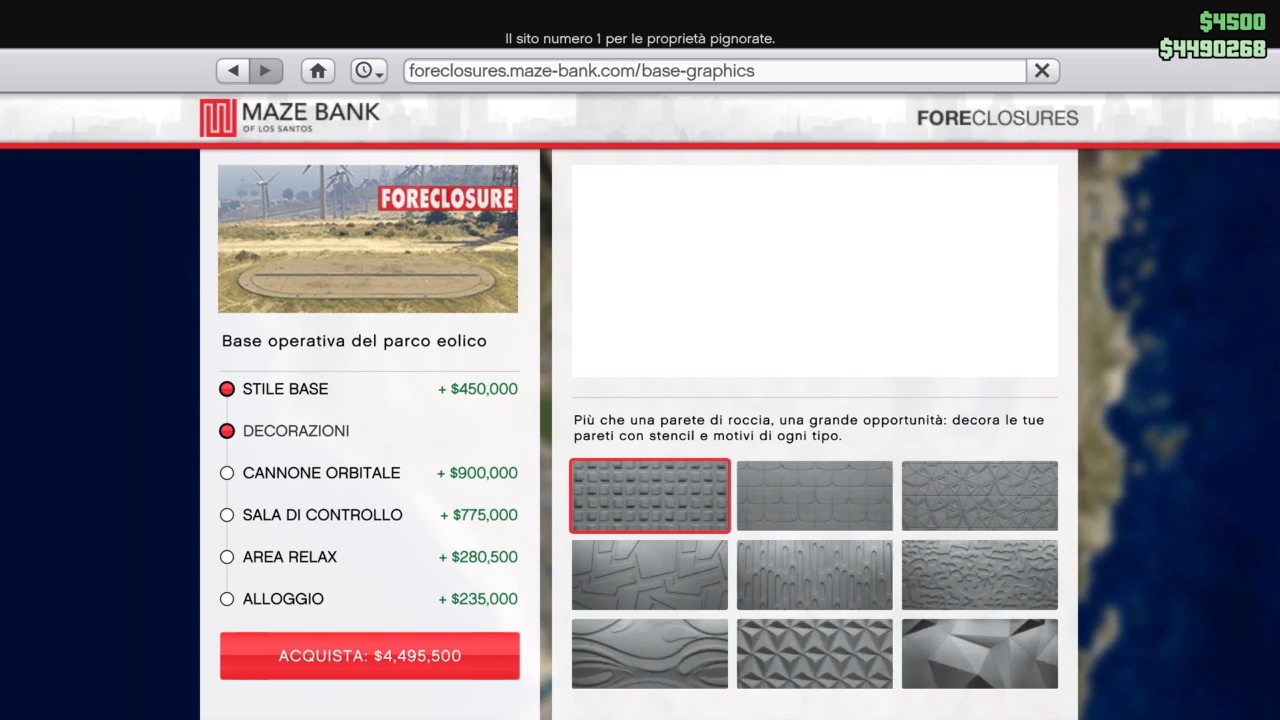 Il sito numero 1 per le proprietà pignorate.
$4500
$4490268
foreclosures.maze-bank.com/base-graphics
MAZE BANK
OF LOS SANTOS
FORECLOSURES
FORECLOSURE
Base operativa del parco eolico
STILE BASE + $450,000
DECORAZIONI
CANNONE ORBITALE + $900,000
SALA DI CONTROLLO + $775,000
AREA RELAX + $280,500
ALLOGGIO + $235,000
ACQUISTA: $4,495,500
Più che una parete di roccia, una grande opportunità: decora le tue
pareti con stencil e motivi di ogni tipo.